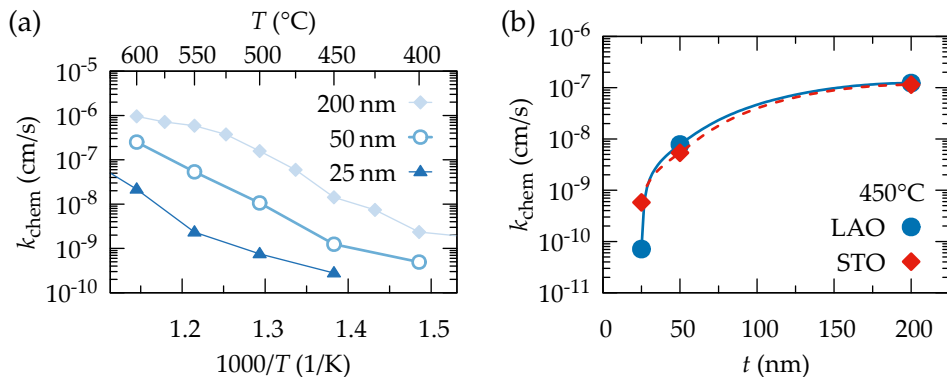 (a)
T (°C)
600 550 500 450 400
10⁻⁵
10⁻⁶
10⁻⁷
10⁻⁸
10⁻⁹
10⁻¹⁰
k_chem (cm/s)
200 nm
50 nm
25 nm
1.2 1.3 1.4 1.5
1000/T (1/K)
(b)
10⁻⁶
10⁻⁷
10⁻⁸
10⁻⁹
10⁻¹⁰
10⁻¹¹
k_chem (cm/s)
450°C
LAO
STO
0 50 100 150 200
t (nm)